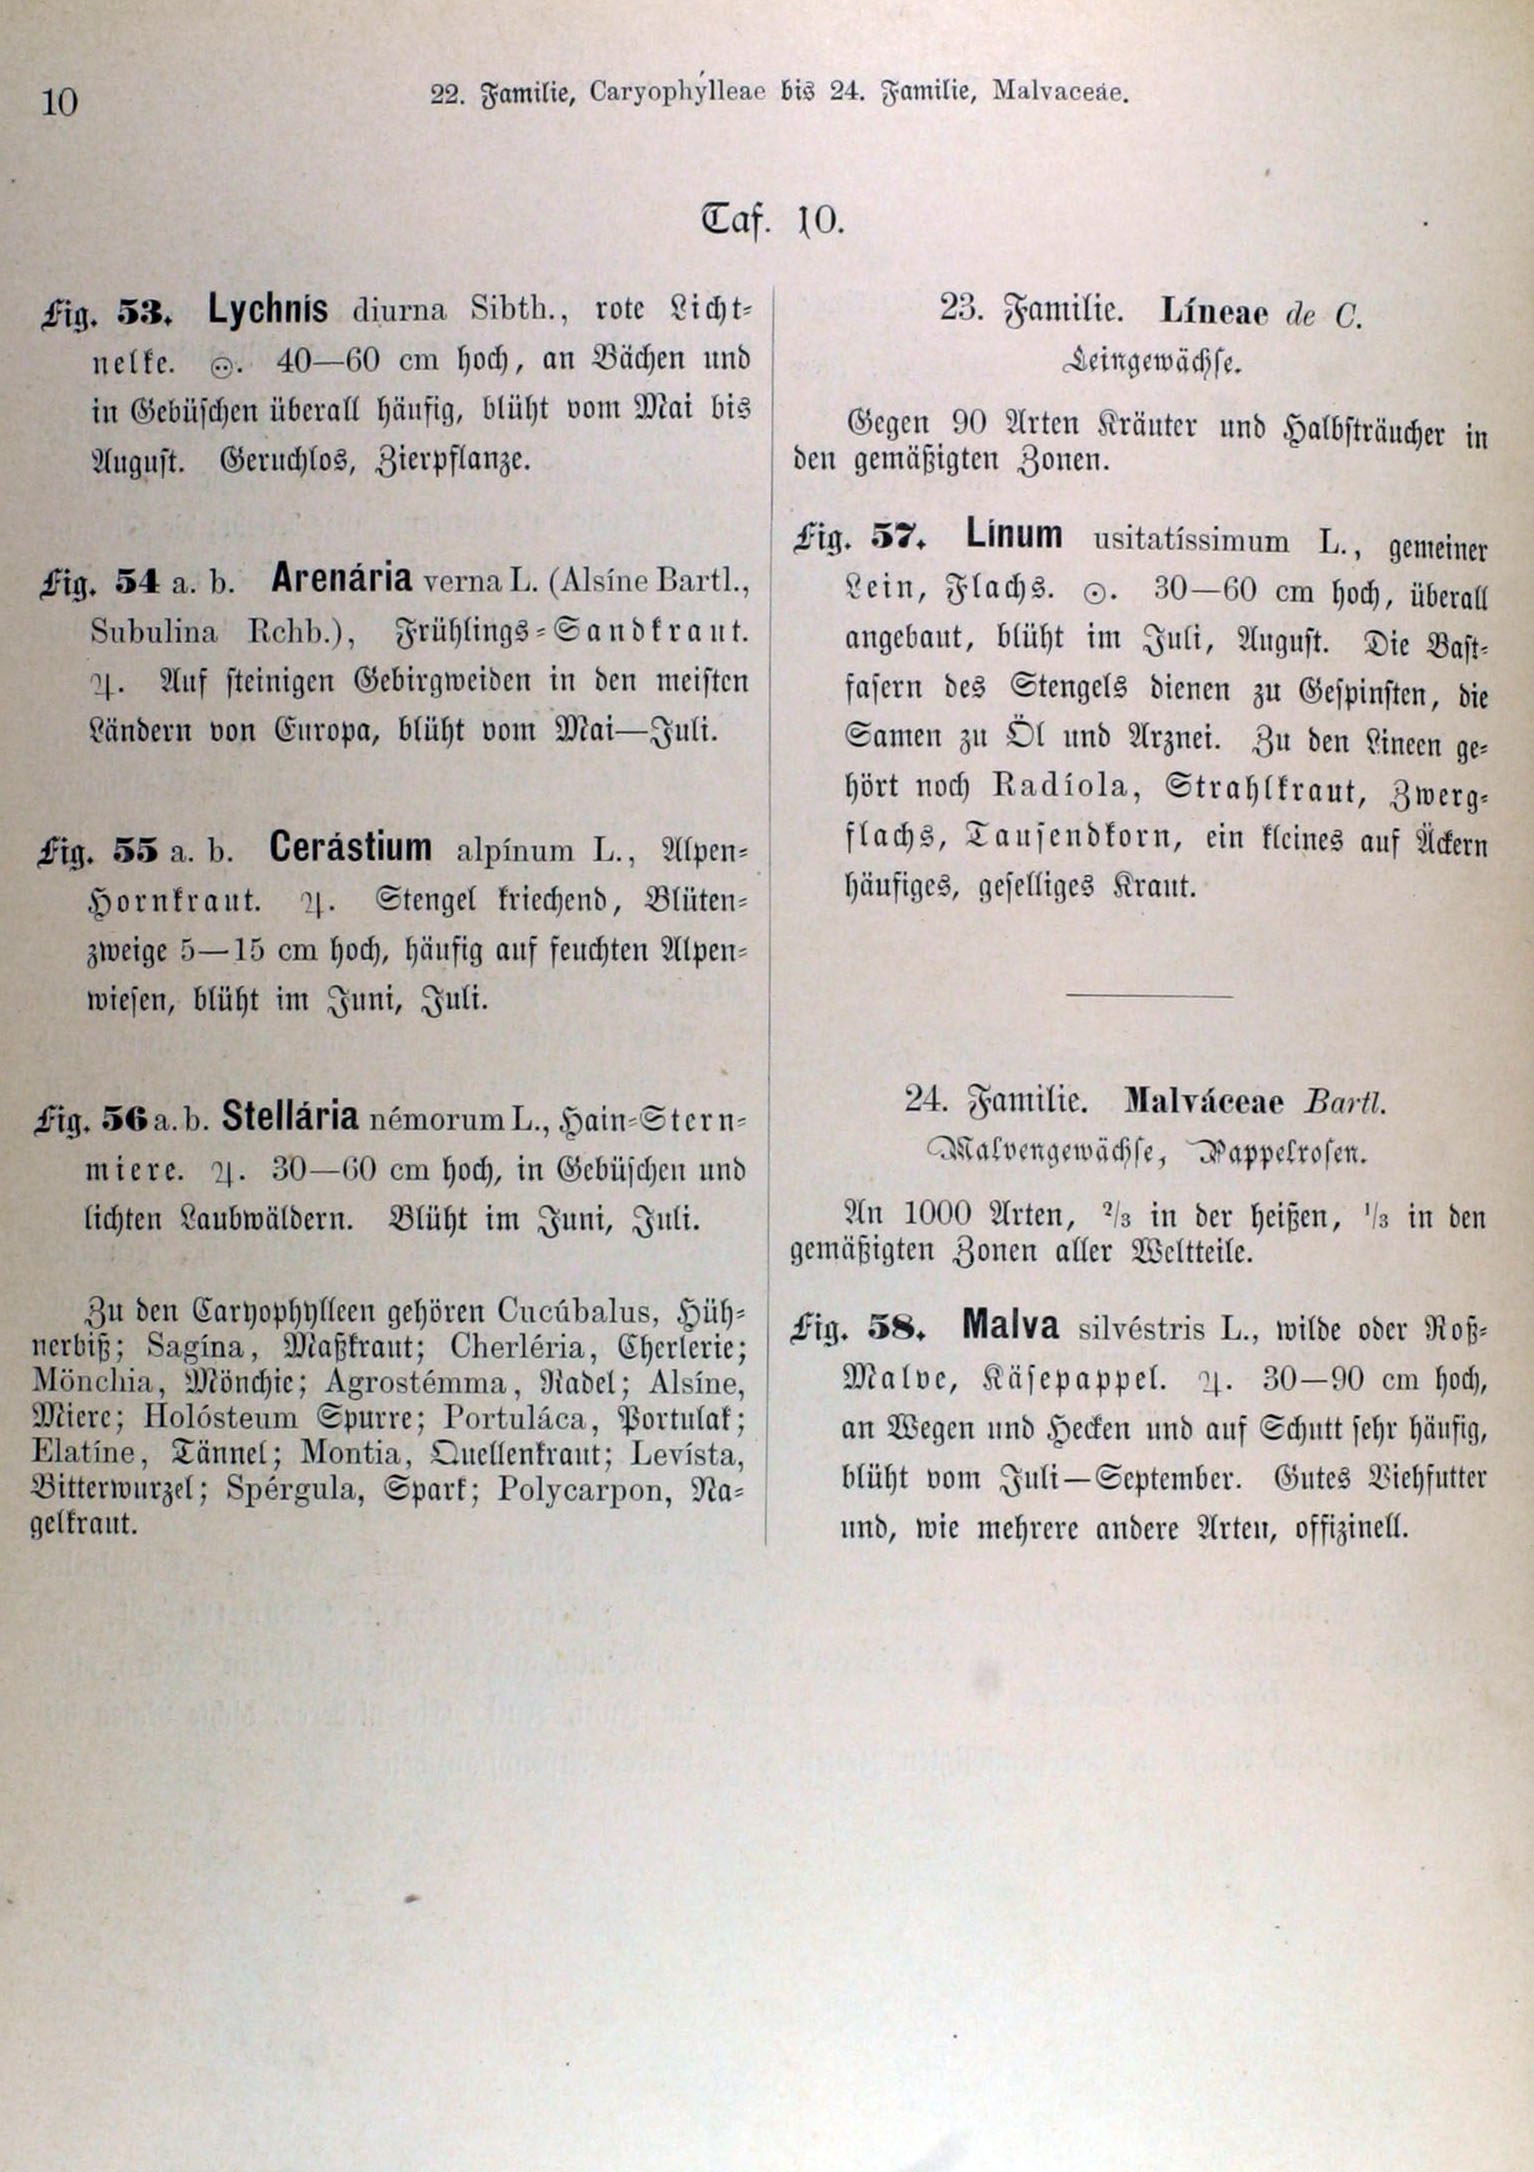 10
22. Familie, Caryophýlleae bis 24. Familie, Malvaceáe.
Taf. 10.
Fig. 53. Lychnis diurna Sibth., rote Licht-
nelke. ⊙. 40—60 cm hoch, an Bächen und
in Gebüschen überall häufig, blüht vom Mai bis
August. Geruchlos, Zierpflanze.
Fig. 54 a. b. Arenária verna L. (Alsíne Bartl.,
Subulina Rchb.), Frühlings-Sandkraut.
♃. Auf steinigen Gebirgweiden in den meisten
Ländern von Europa, blüht vom Mai—Juli.
Fig. 55 a. b. Cerástium alpínum L., Alpen-
Hornkraut. ♃. Stengel kriechend, Blüten-
zweige 5—15 cm hoch, häufig auf feuchten Alpen-
wiesen, blüht im Juni, Juli.
Fig. 56 a. b. Stellária némorum L., Hain-Stern-
miere. ♃. 30—60 cm hoch, in Gebüschen und
lichten Laubwäldern. Blüht im Juni, Juli.
Zu den Caryophylleen gehören Cucúbalus, Hüh-
nerbiß; Sagína, Maßkraut; Cherléria, Cherlerie;
Mönchia, Mönchie; Agrostémma, Radel; Alsíne,
Miere; Holósteum Spurre; Portuláca, Portulak;
Elatíne, Tännel; Montia, Quellenkraut; Levísta,
Bitterwurzel; Spérgula, Spark; Polycarpon, Na-
gelkraut.
23. Familie. Líneae de C.
Leingewächse.
Gegen 90 Arten Kräuter und Halbsträucher in
den gemäßigten Zonen.
Fig. 57. Linum usitatíssimum L., gemeiner
Lein, Flachs. ⊙. 30—60 cm hoch, überall
angebaut, blüht im Juli, August. Die Bast-
fasern des Stengels dienen zu Gespinsten, die
Samen zu Öl und Arznei. Zu den Lineen ge-
hört noch Radíola, Strahlkraut, Zwerg-
flachs, Tausendkorn, ein kleines auf Äckern
häufiges, geselliges Kraut.
24. Familie. Malváceae Bartl.
Malvengewächse, Pappelrosen.
An 1000 Arten, ²/₃ in der heißen, ¹/₃ in den
gemäßigten Zonen aller Weltteile.
Fig. 58. Malva silvéstris L., wilde oder Roß-
Malve, Käsepappel. ♃. 30—90 cm hoch,
an Wegen und Hecken und auf Schutt sehr häufig,
blüht vom Juli—September. Gutes Viehfutter
und, wie mehrere andere Arten, offizinell.